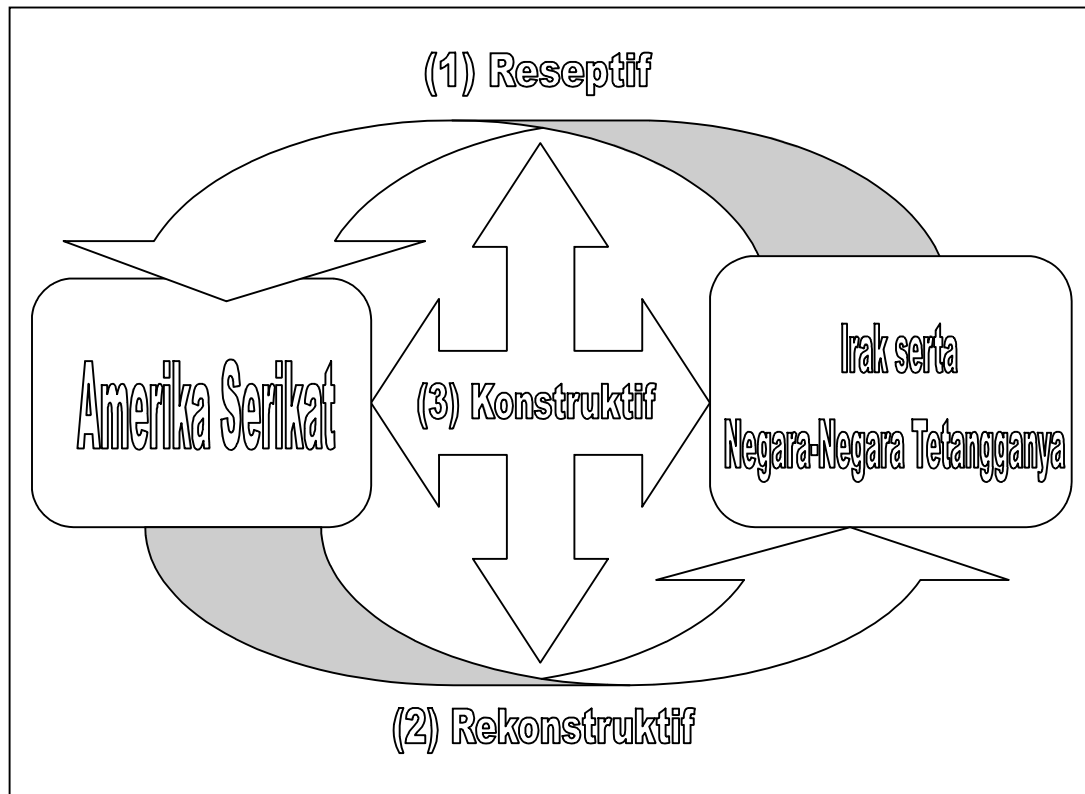 (1) Reseptif
Amerika Serikat
(3) Konstruktif
Irak serta
Negara-Negara Tetangganya
(2) Rekonstruktif